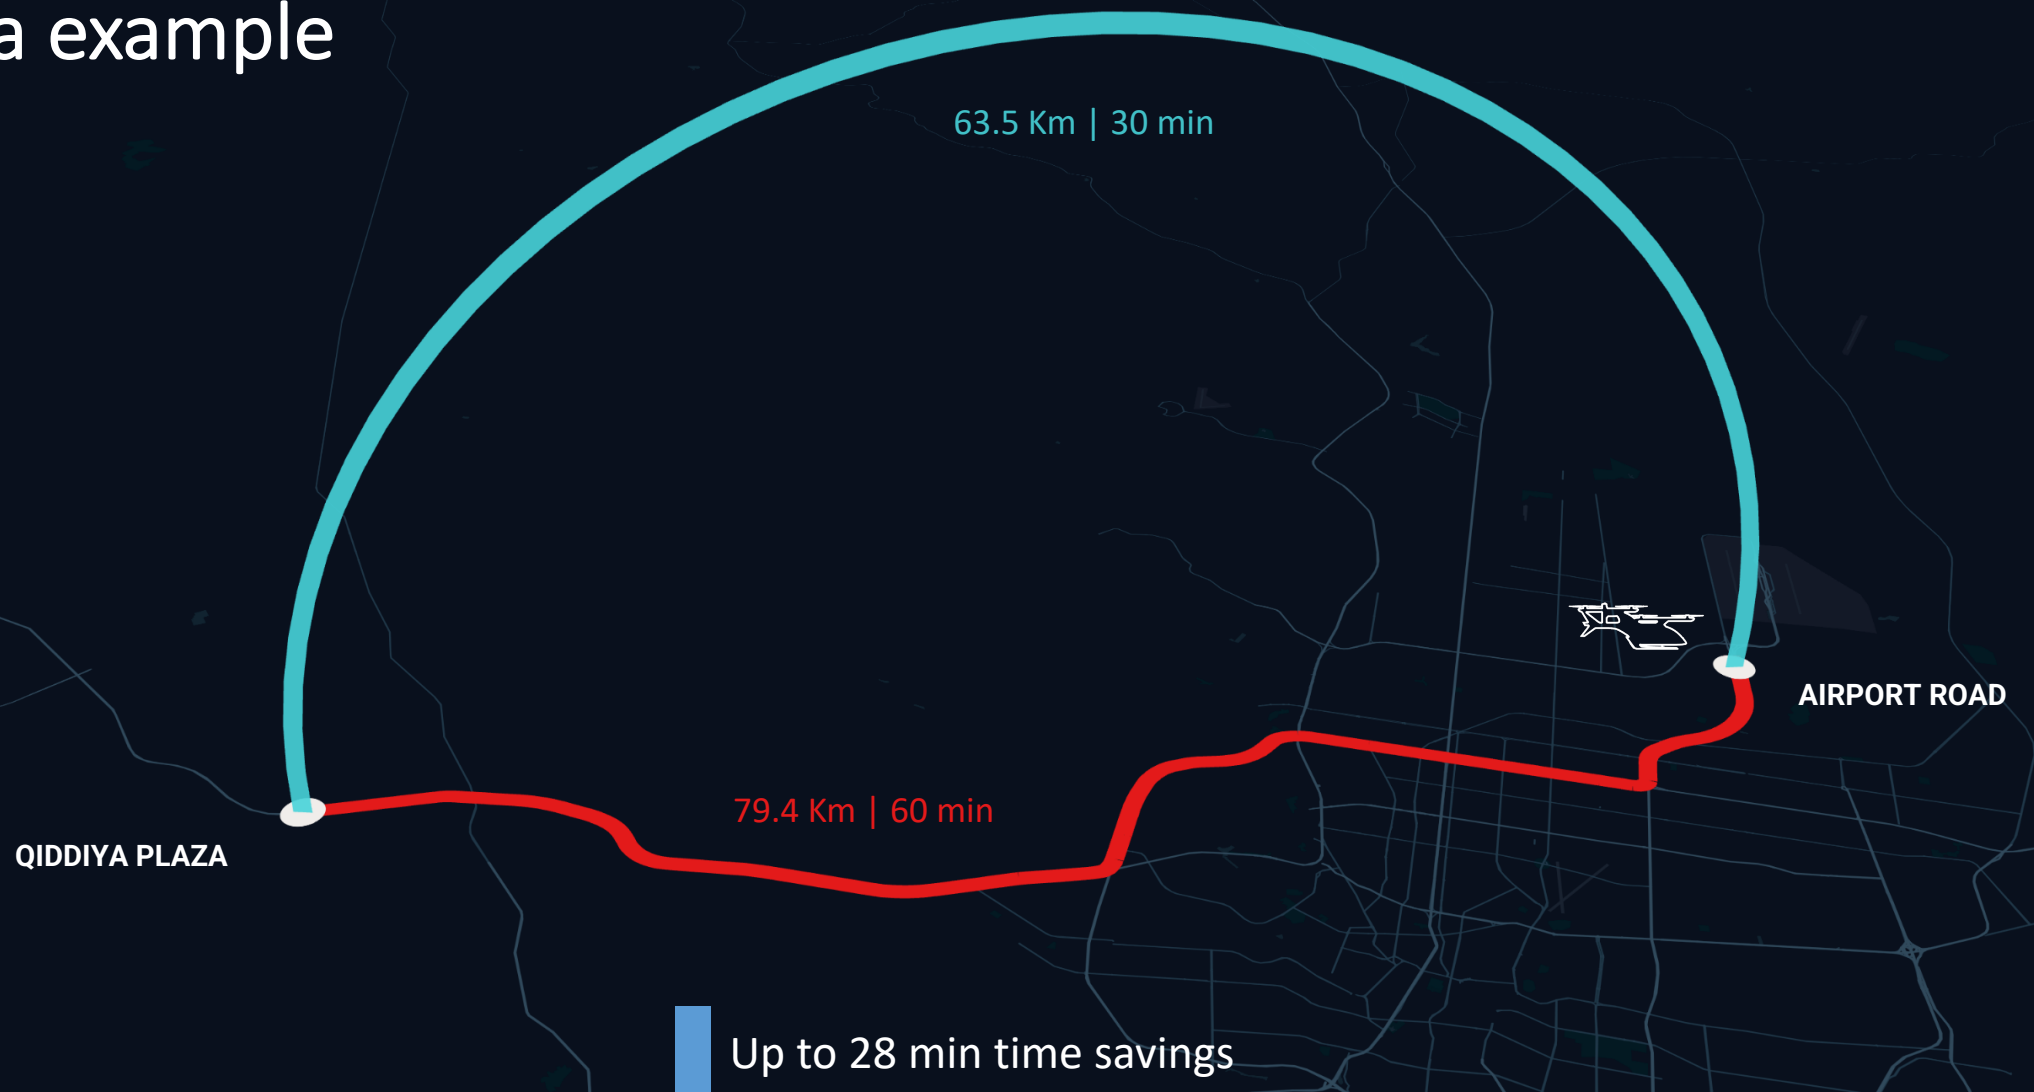 a example
63.5 Km | 30 min
AIRPORT ROAD
79.4 Km | 60 min
QIDDIYA PLAZA
Up to 28 min time savings